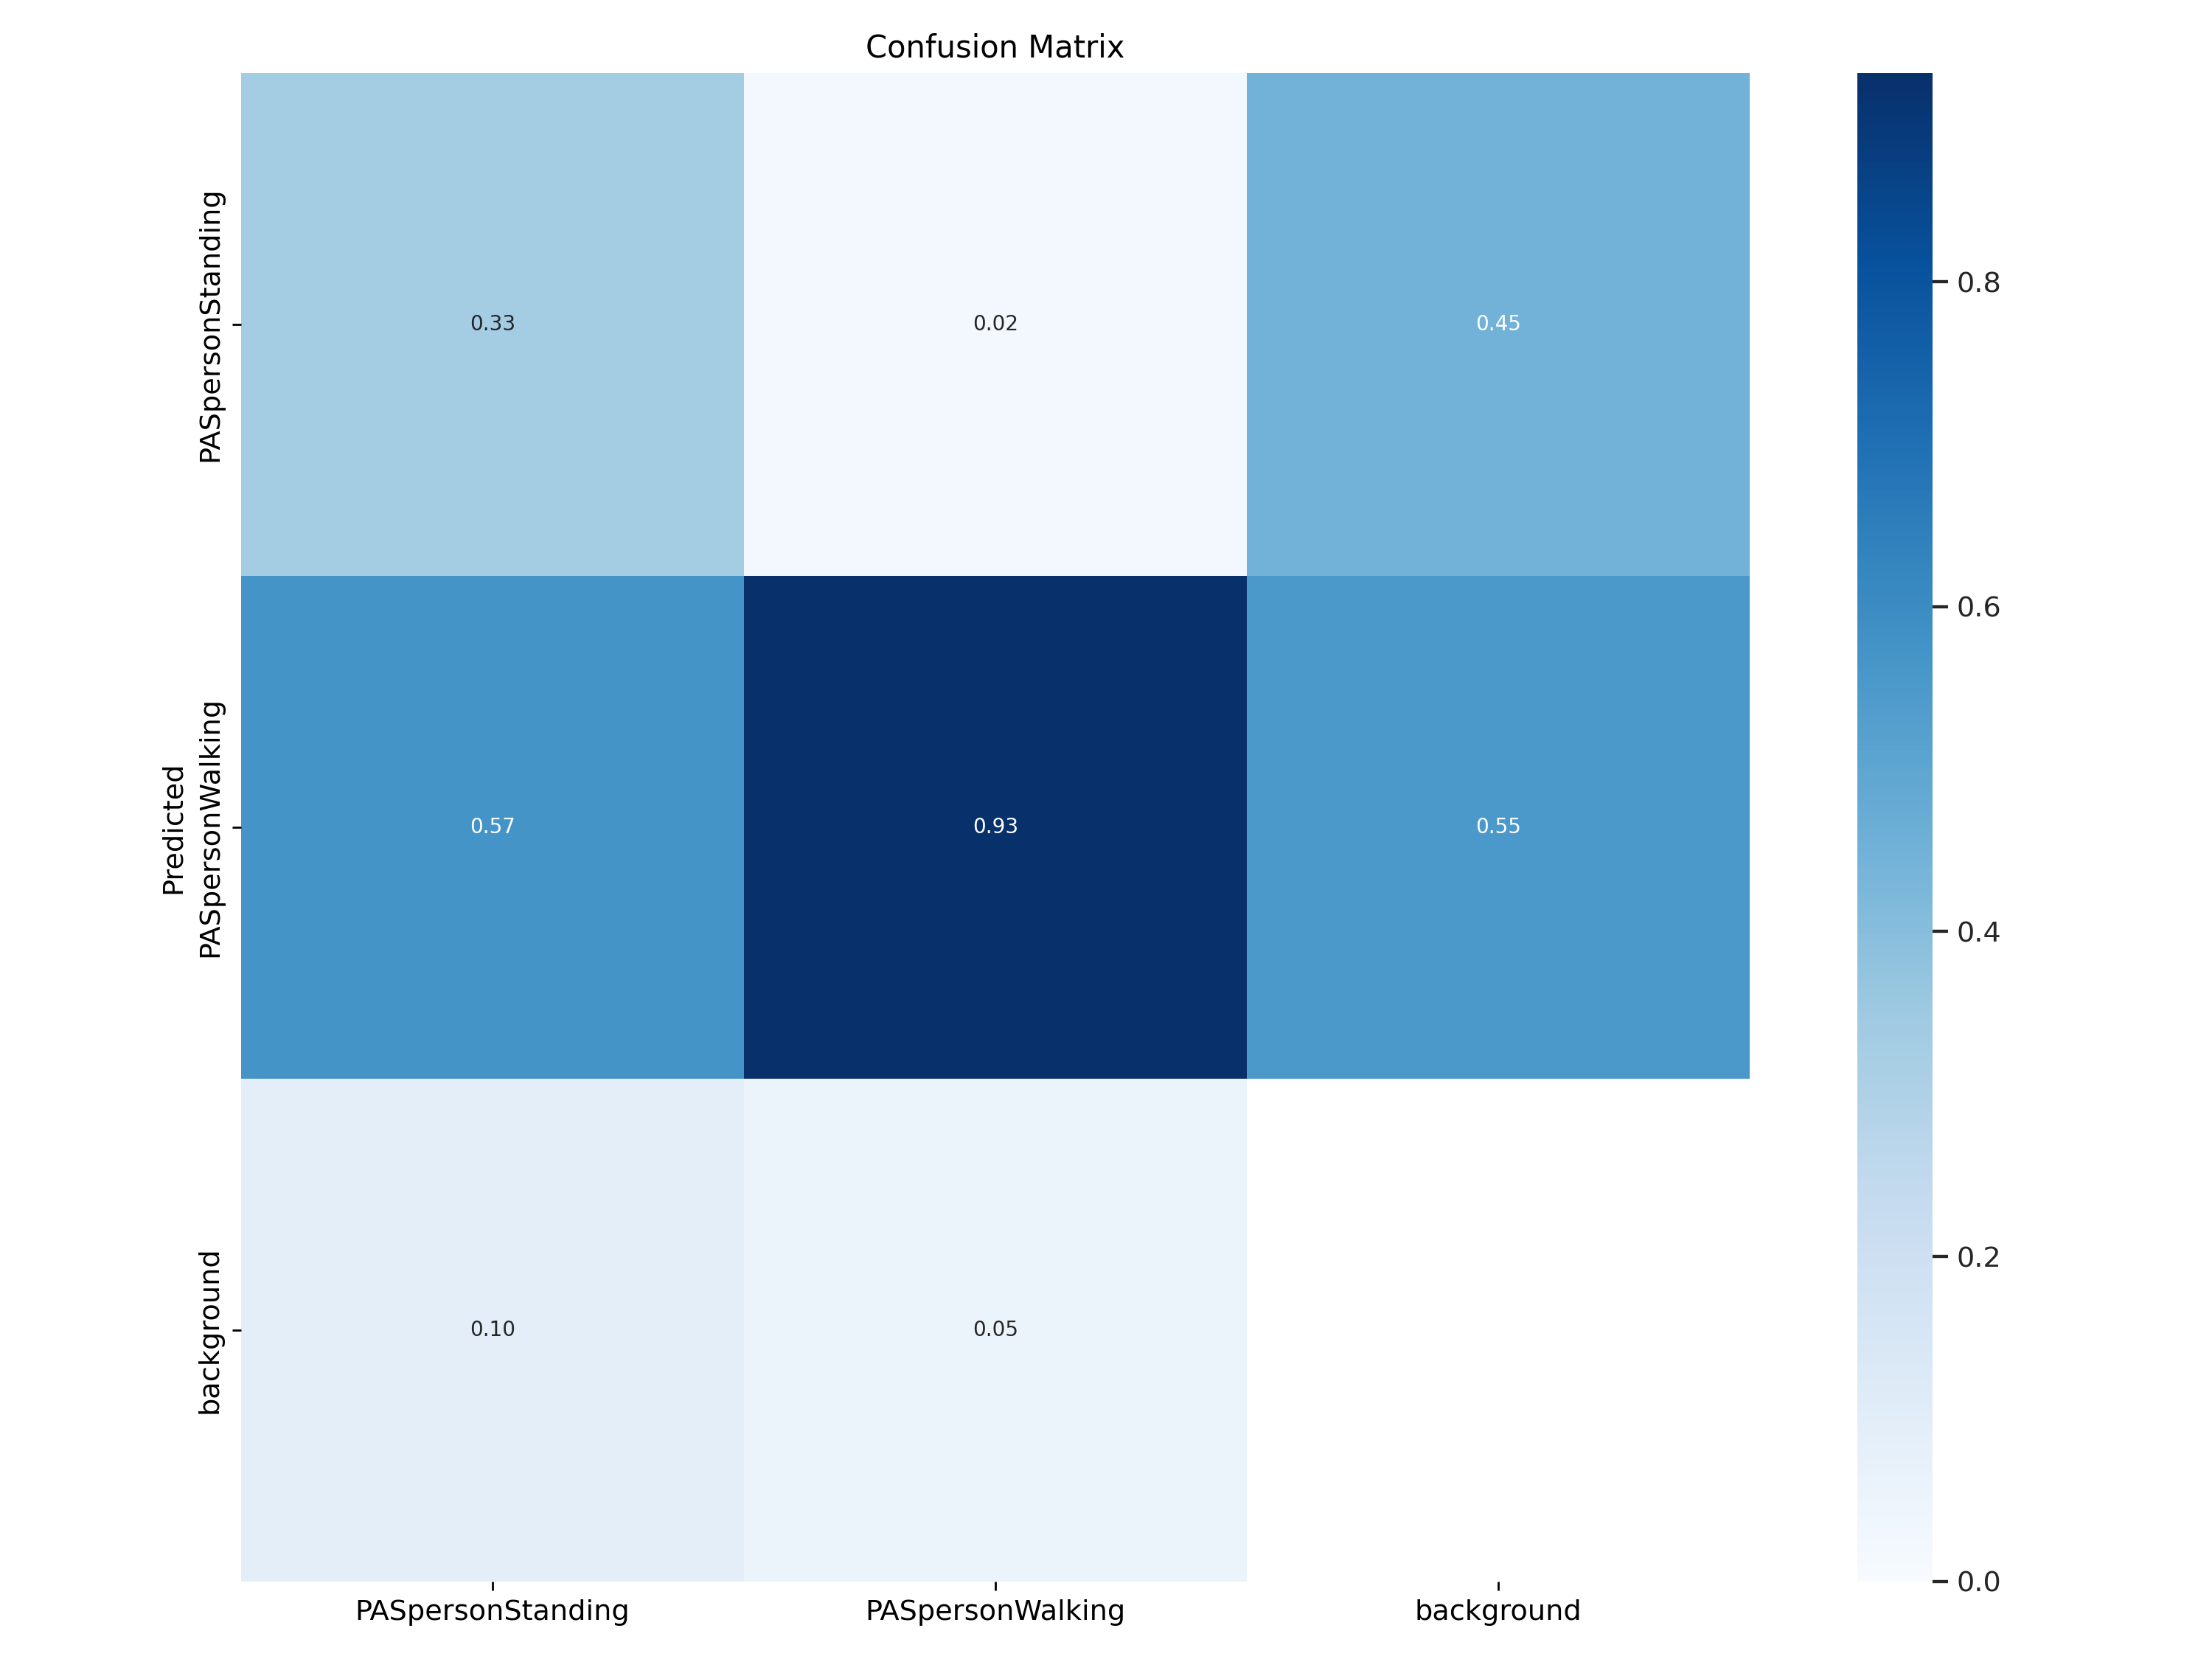 Confusion Matrix
Predicted
PASpersonStanding
0.33
0.02
0.45
PASpersonWalking
0.57
0.93
0.55
background
0.10
0.05
PASpersonStanding
PASpersonWalking
background
0.8
0.6
0.4
0.2
0.0